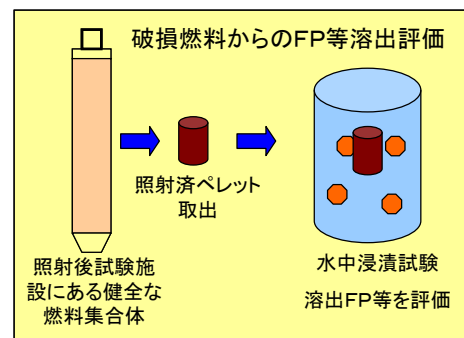 破損燃料からのFP等溶出評価
照射済ペレット
取出
照射後試験施
設にある健全な
燃料集合体
水中浸漬試験
溶出FP等を評価